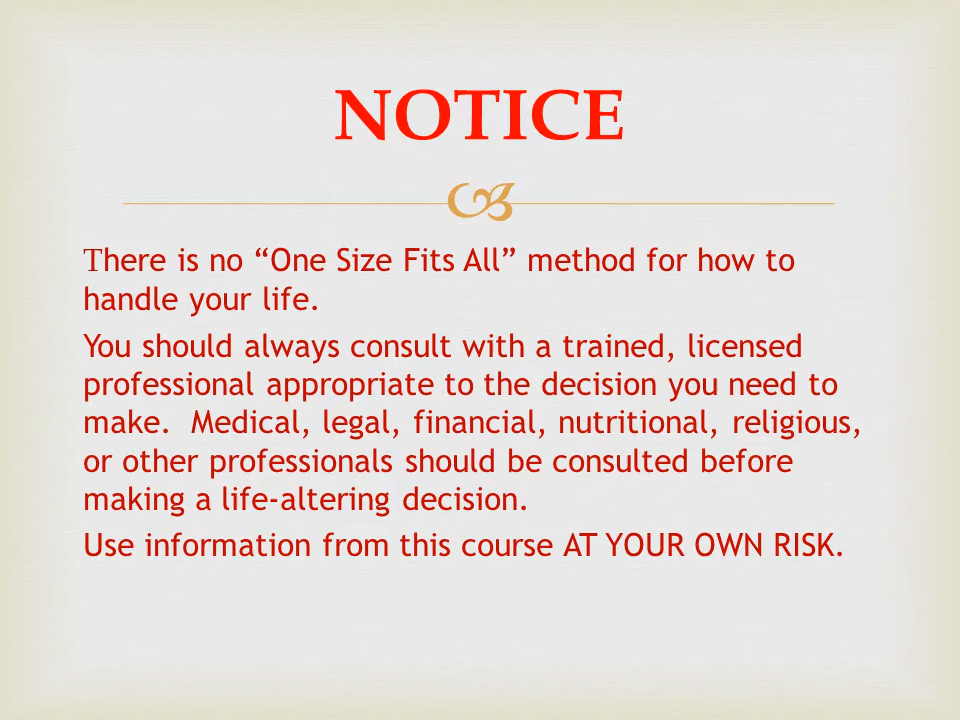 NOTICE
There is no “One Size Fits All” method for how to
handle your life.
You should always consult with a trained, licensed
professional appropriate to the decision you need to
make.  Medical, legal, financial, nutritional, religious,
or other professionals should be consulted before
making a life-altering decision.
Use information from this course AT YOUR OWN RISK.